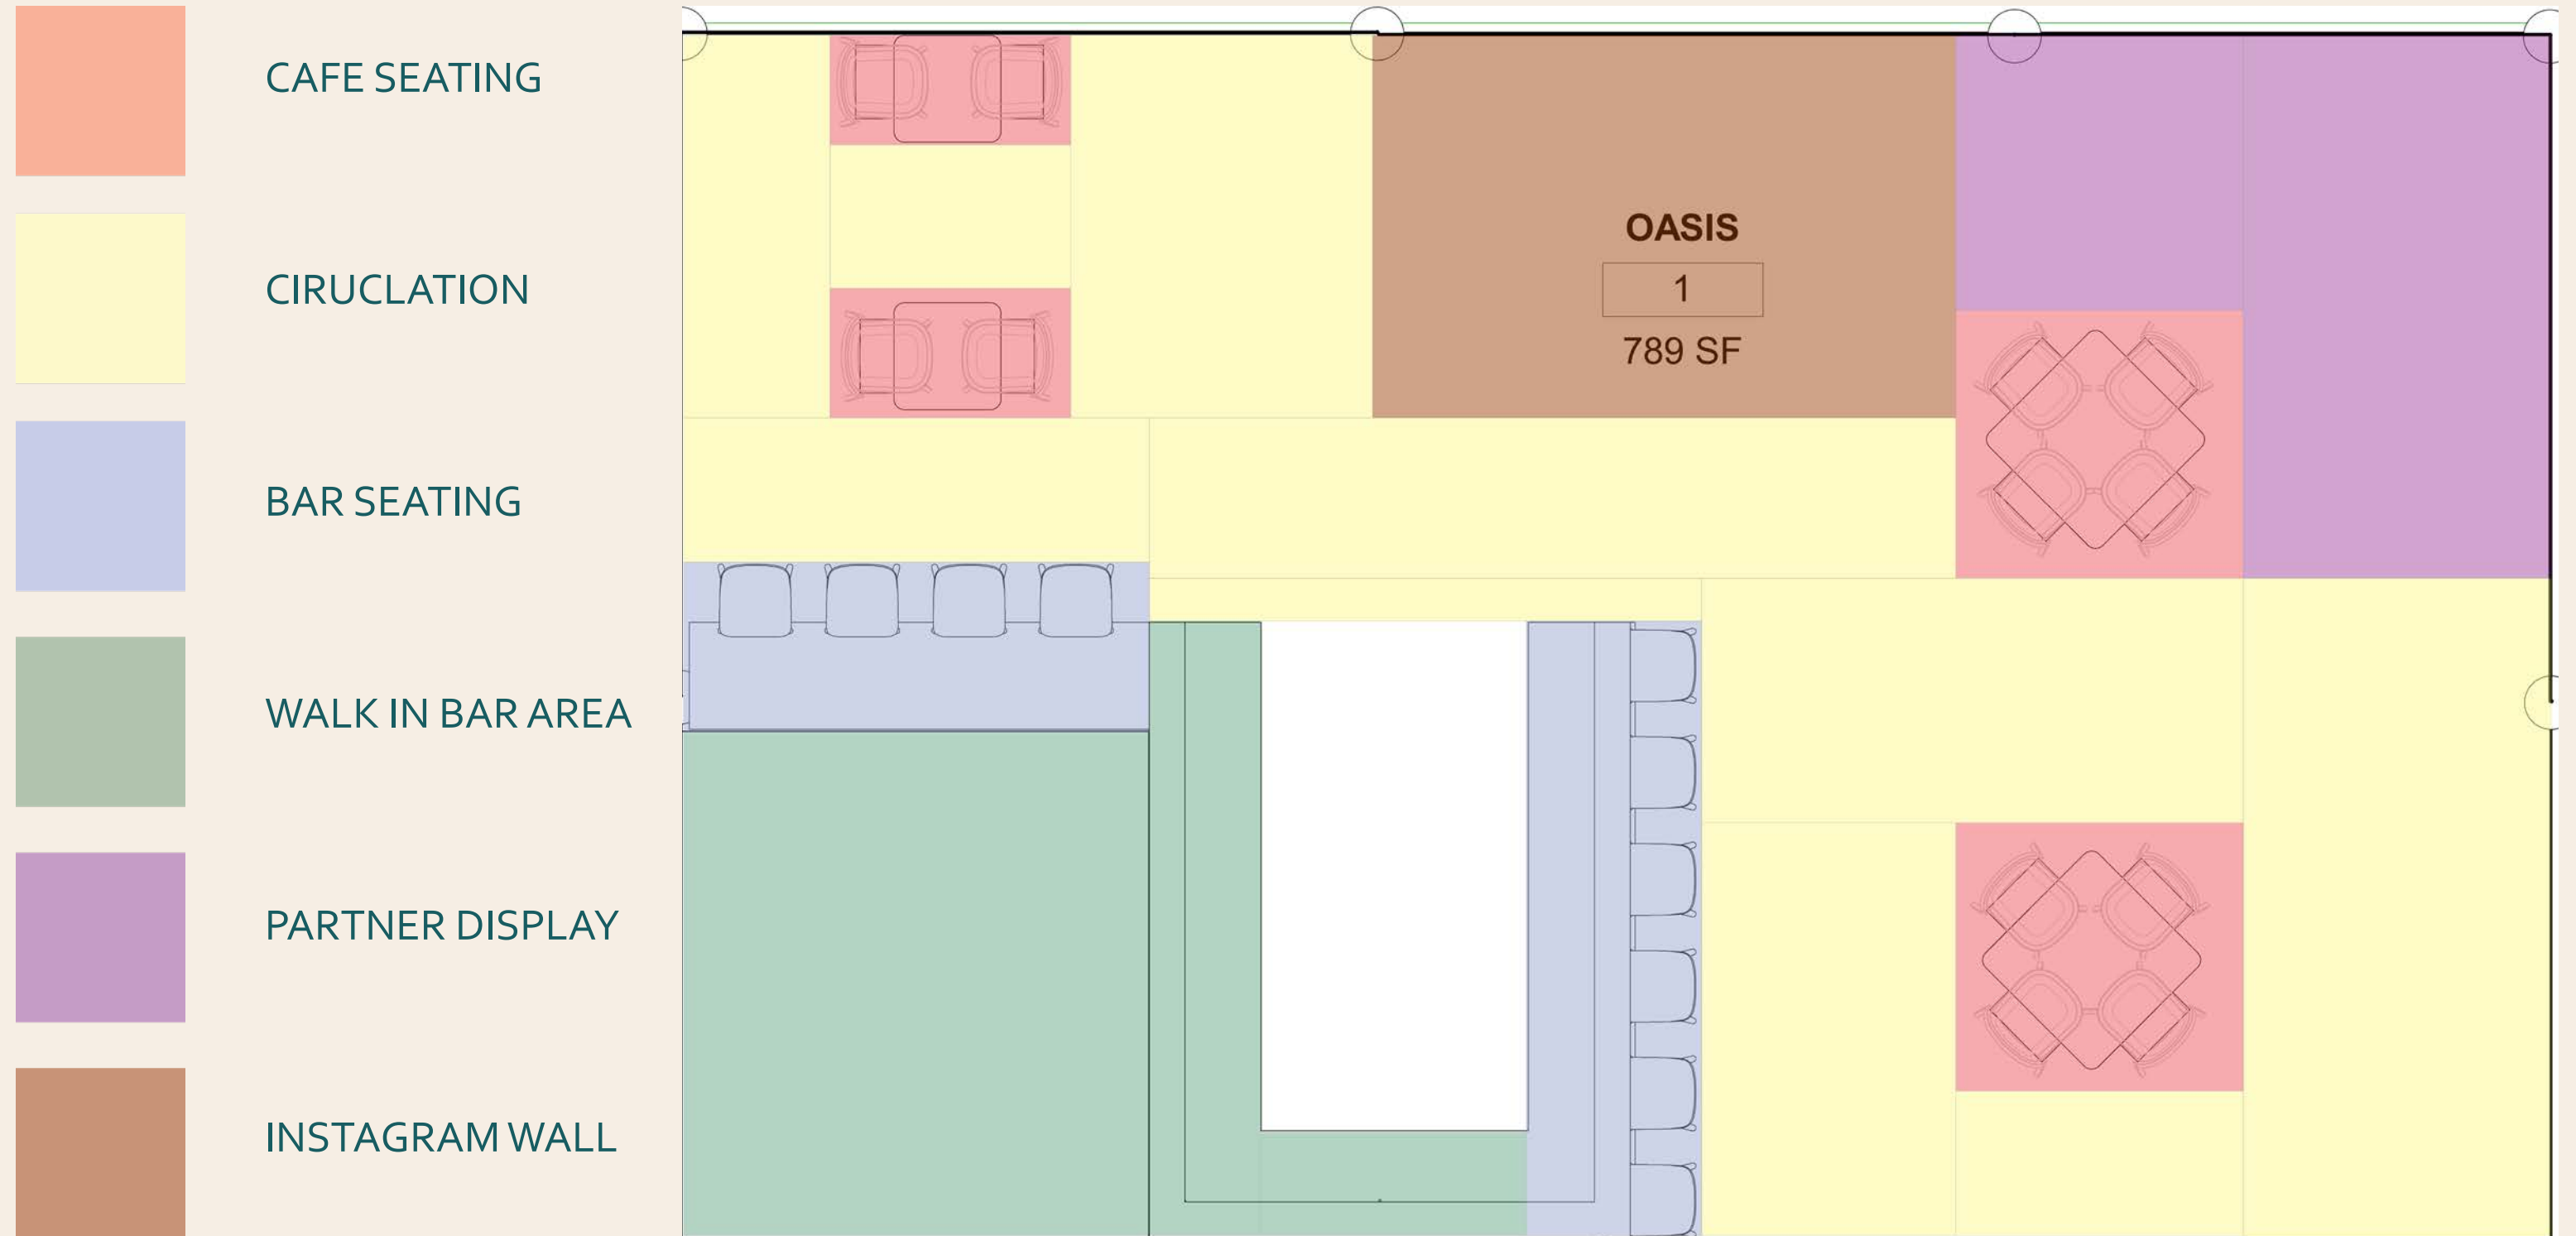 CAFE SEATING
CIRUCLATION
BAR SEATING
WALK IN BAR AREA
PARTNER DISPLAY
INSTAGRAM WALL
OASIS
1
789 SF